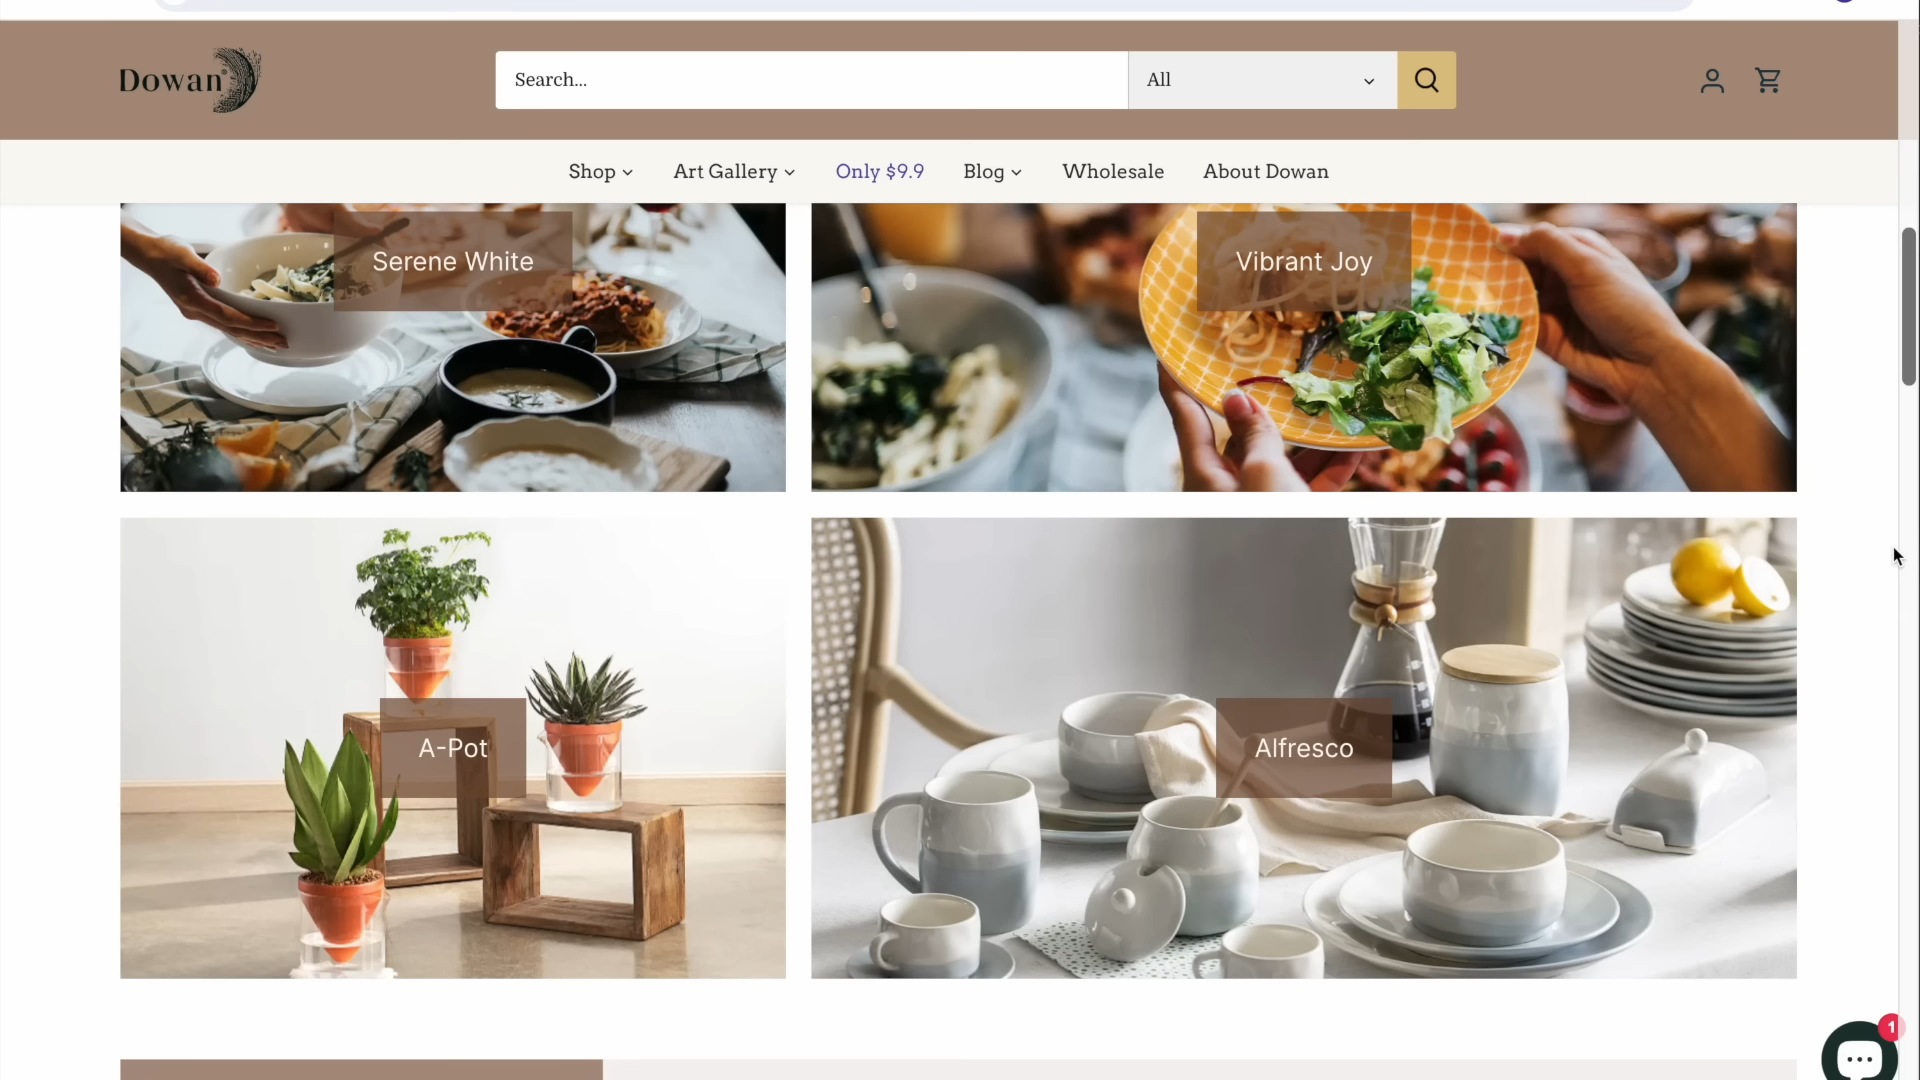 Dowan
Search...
All
Shop
Art Gallery
Only $9.9
Blog
Wholesale
About Dowan
Serene White
Vibrant Joy
A-Pot
Alfresco
1